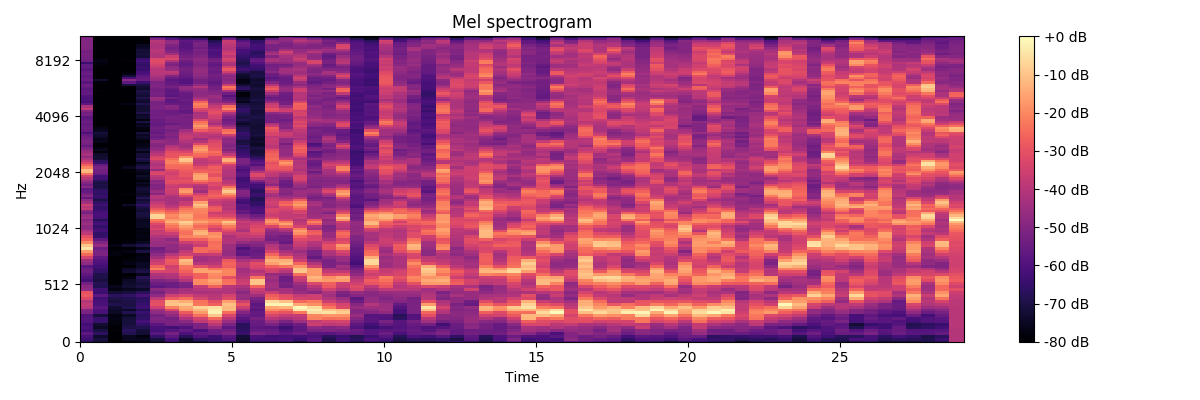 Mel spectrogram
Hz
8192
4096
2048
1024
512
0
0 5 10 15 20 25
Time
+0 dB
-10 dB
-20 dB
-30 dB
-40 dB
-50 dB
-60 dB
-70 dB
-80 dB